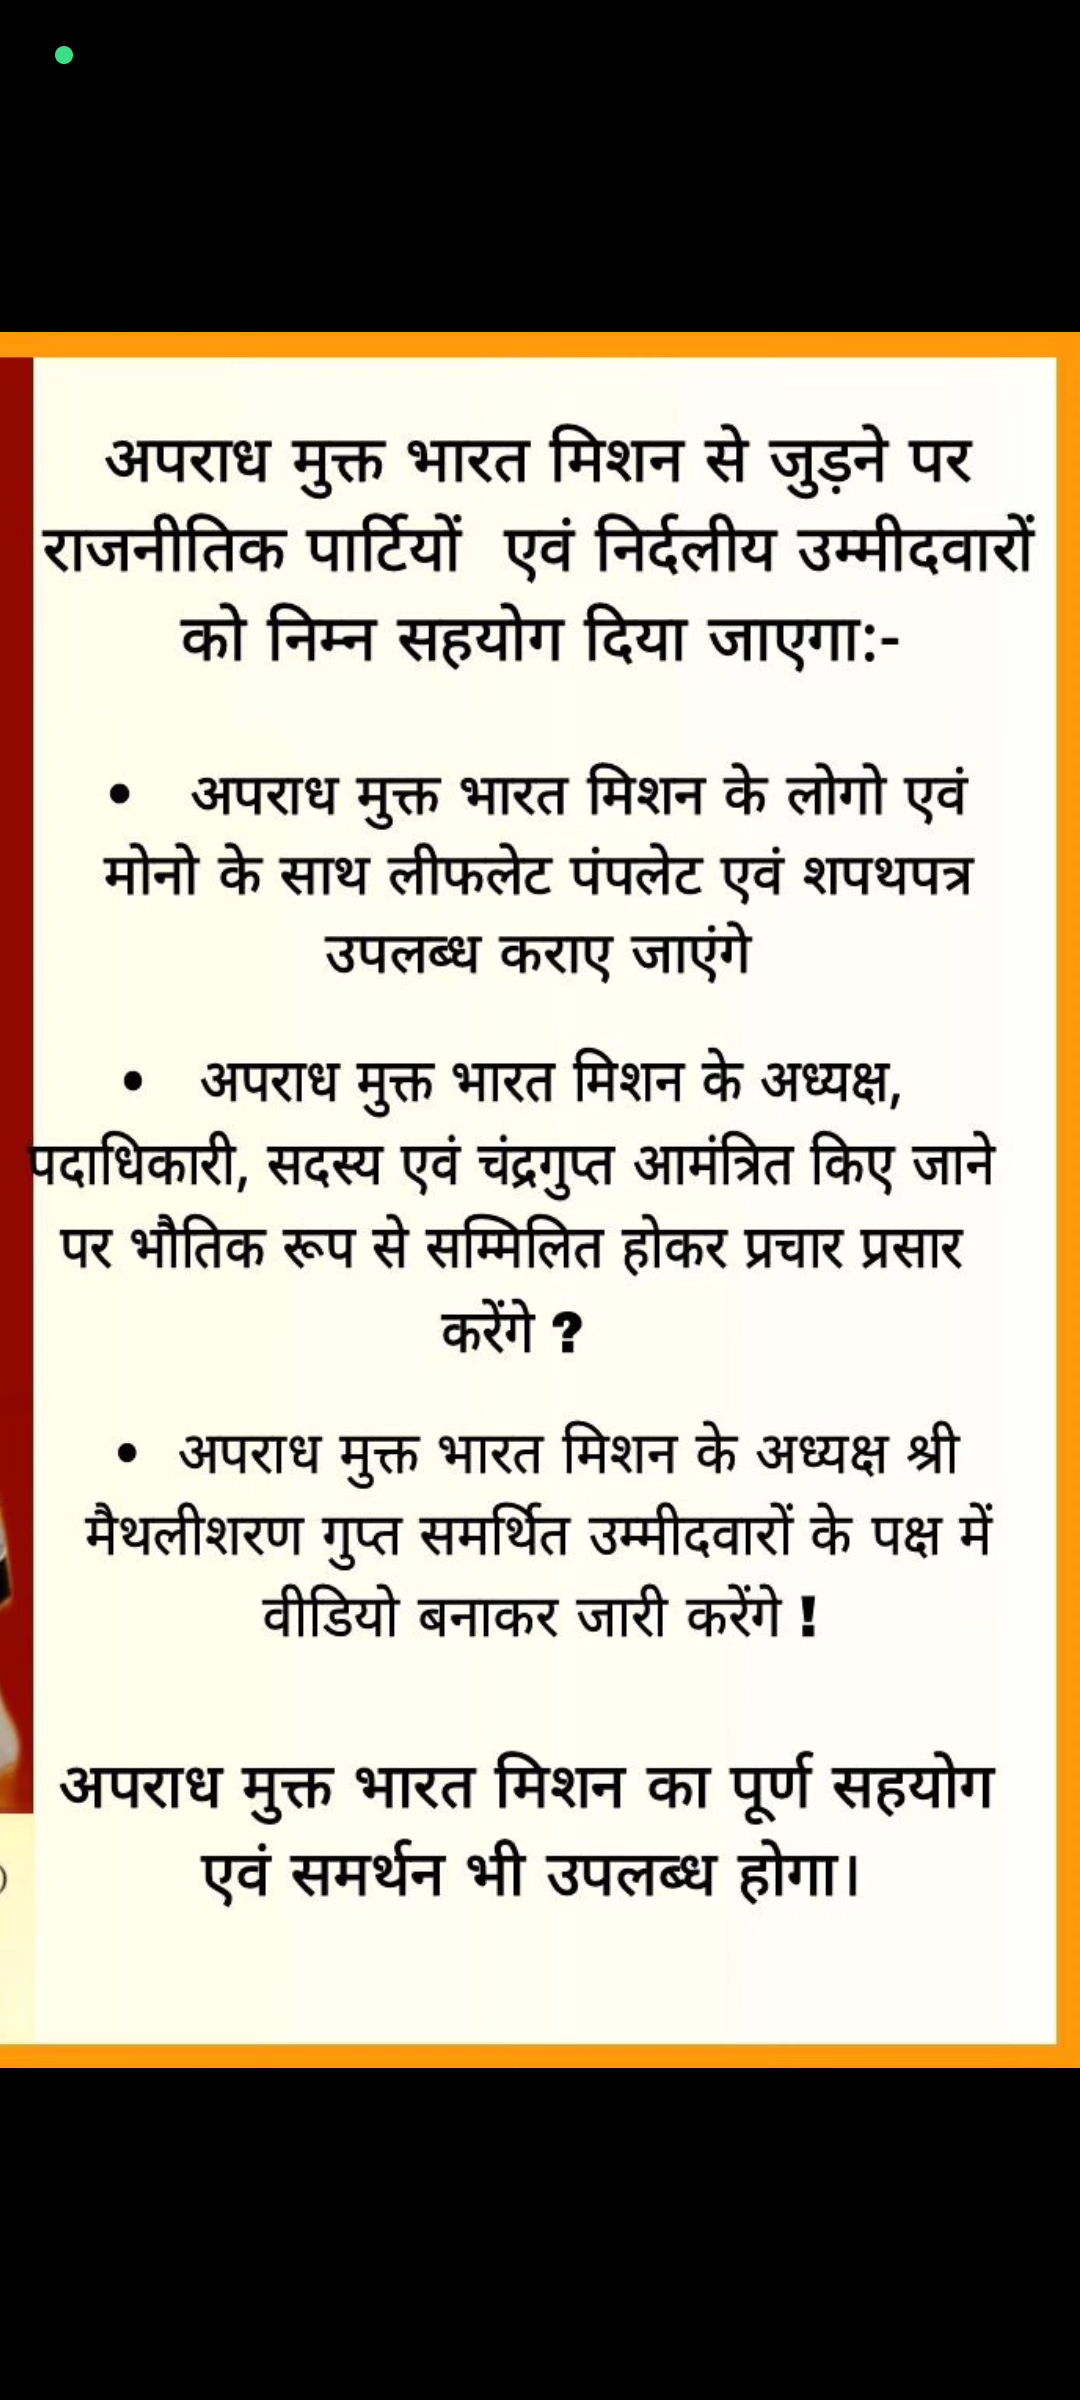 अपराध मुक्त भारत मिशन से जुड़ने पर
राजनीतिक पार्टियों एवं निर्दलीय उम्मीदवारों
को निम्न सहयोग दिया जाएगा:-
• अपराध मुक्त भारत मिशन के लोगो एवं
मोनो के साथ लीफलेट पंपलेट एवं शपथपत्र
उपलब्ध कराए जाएंगे
• अपराध मुक्त भारत मिशन के अध्यक्ष,
पदाधिकारी, सदस्य एवं चंद्रगुप्त आमंत्रित किए जाने
पर भौतिक रूप से सम्मिलित होकर प्रचार प्रसार
करेंगे ?
• अपराध मुक्त भारत मिशन के अध्यक्ष श्री
मैथलीशरण गुप्त समर्थित उम्मीदवारों के पक्ष में
वीडियो बनाकर जारी करेंगे !
अपराध मुक्त भारत मिशन का पूर्ण सहयोग
एवं समर्थन भी उपलब्ध होगा।
)